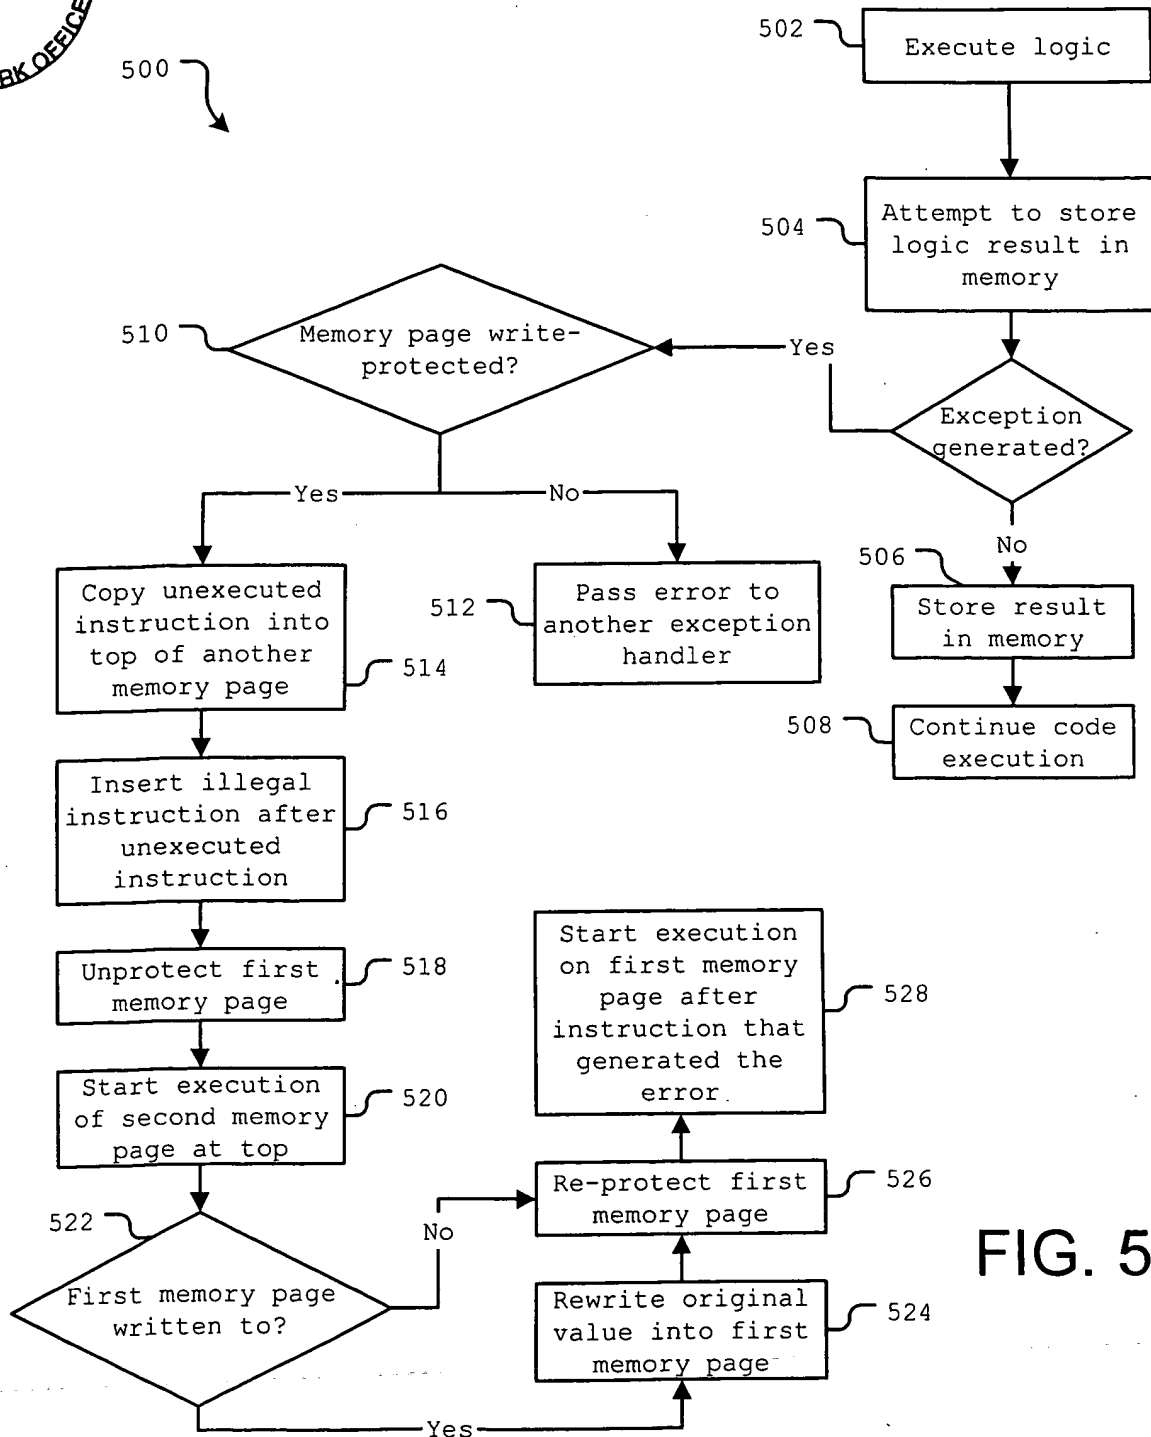 RK OFFICE
500
502
Execute logic
504
Attempt to store
logic result in
memory
510
Memory page write-
protected?
Yes
Exception
generated?
Yes
No
No
506
Store result
in memory
508
Continue code
execution
Copy unexecuted
instruction into
top of another
memory page
514
512
Pass error to
another exception
handler
Insert illegal
instruction after
unexecuted
instruction
516
Unprotect first
memory page
518
Start execution
of second memory
page at top
520
522
First memory page
written to?
No
Yes
Start execution
on first memory
page after
instruction that
generated the
error
528
Re-protect first
memory page
526
Rewrite original
value into first
memory page
524
FIG. 5